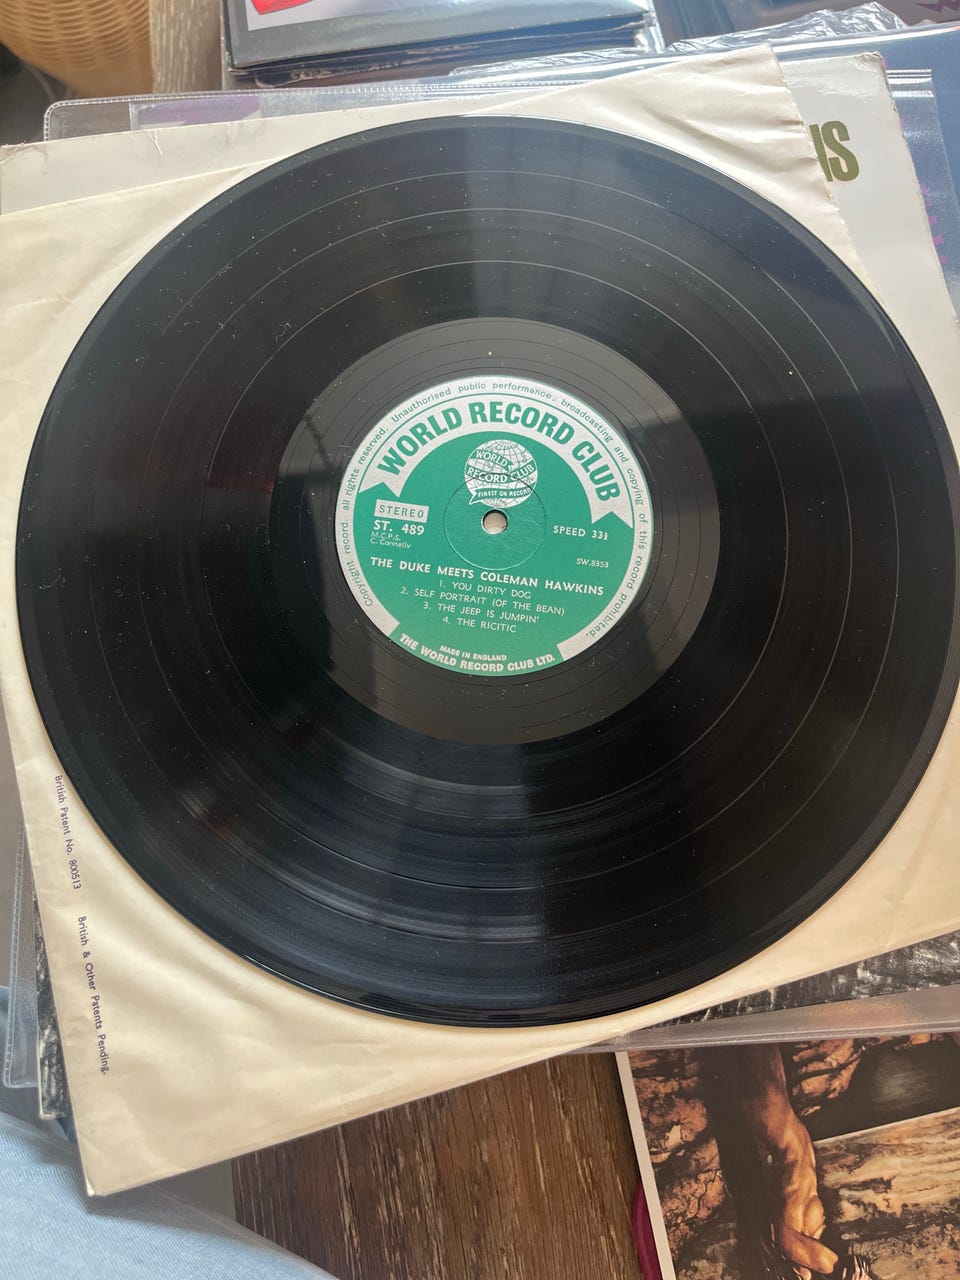 IS
Copyright record. all rights reserved. Unauthorised public performance, broadcasting and copying of this record prohibited.
WORLD RECORD CLUB
WORLD
RECORD CLUB
FINEST ON RECORD
STEREO
ST. 489
M.C.P.S.
C. Connelly
SPEED 33⅓
SW.8353
THE DUKE MEETS COLEMAN HAWKINS
1. YOU DIRTY DOG
2. SELF PORTRAIT (OF THE BEAN)
3. THE JEEP IS JUMPIN'
4. THE RICITIC
MADE IN ENGLAND
THE WORLD RECORD CLUB LTD.
British Patent No. 800513
British & Other Patents Pending.